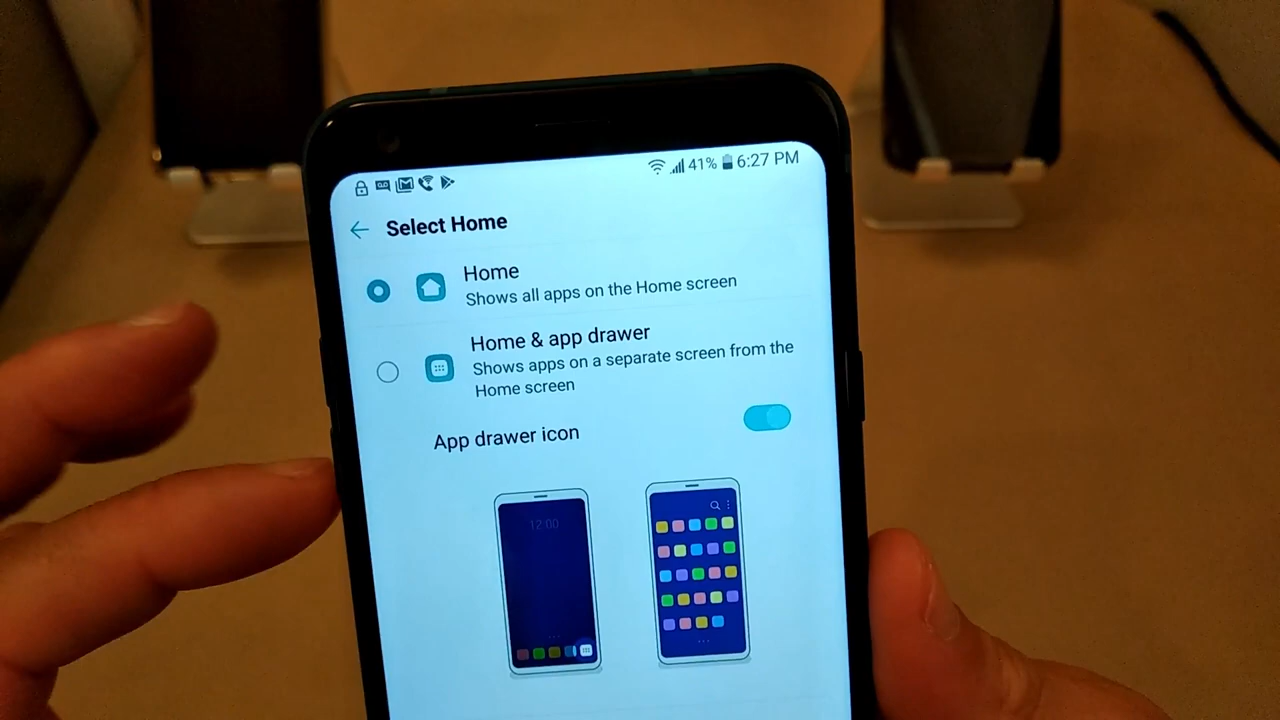 41% 6:27 PM
Select Home
Home
Shows all apps on the Home screen
Home & app drawer
Shows apps on a separate screen from the
Home screen
App drawer icon
12:00